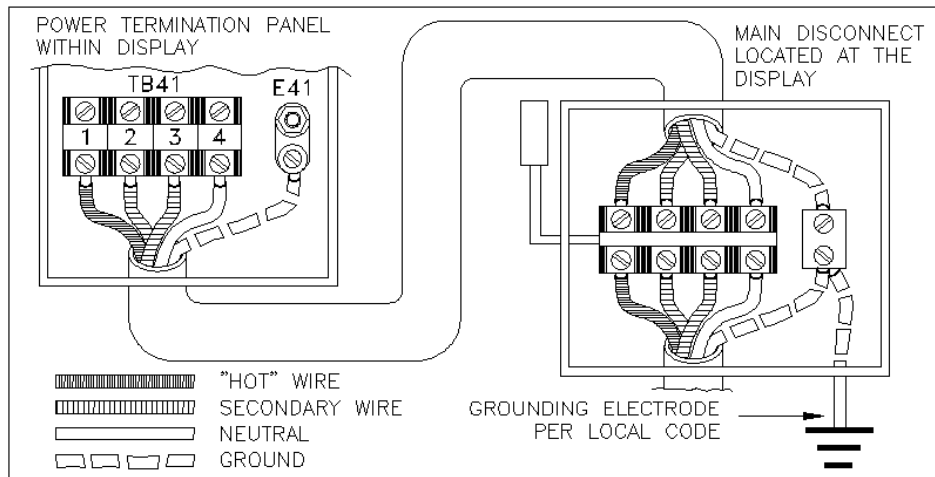 POWER TERMINATION PANEL
WITHIN DISPLAY
TB41
E41
1 2 3 4
MAIN DISCONNECT
LOCATED AT THE
DISPLAY
"HOT" WIRE
SECONDARY WIRE
NEUTRAL
GROUND
GROUNDING ELECTRODE
PER LOCAL CODE